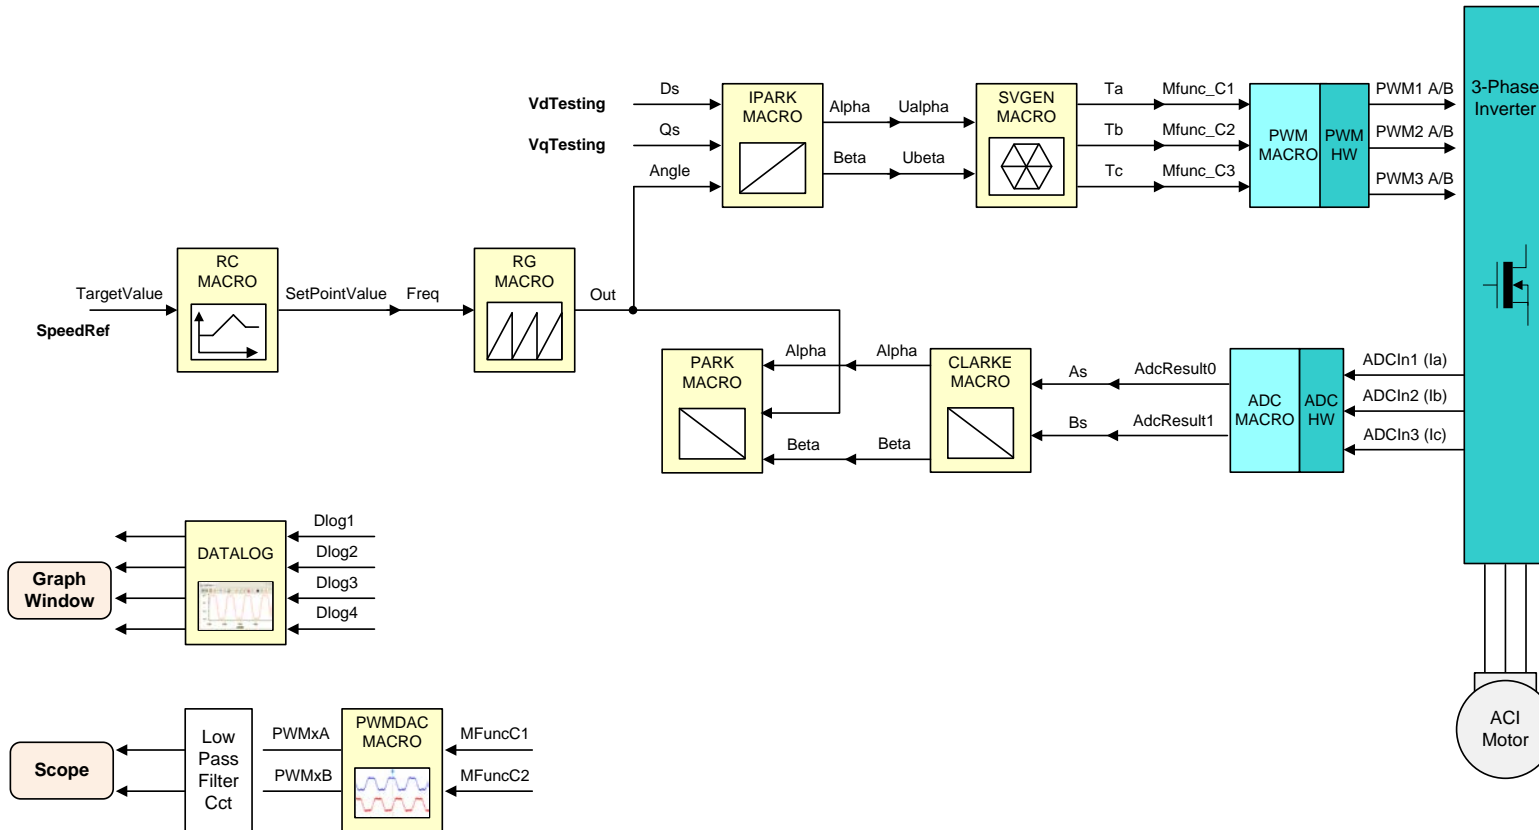 Ds
VdTesting
Qs
VqTesting
Angle
IPARK
MACRO
Alpha
Ualpha
Beta
Ubeta
SVGEN
MACRO
Ta
Mfunc_C1
Tb
Mfunc_C2
Tc
Mfunc_C3
PWM
MACRO
PWM
HW
PWM1 A/B
PWM2 A/B
PWM3 A/B
3-Phase
Inverter
TargetValue
SpeedRef
RC
MACRO
SetPointValue
Freq
RG
MACRO
Out
PARK
MACRO
Alpha
Alpha
Beta
Beta
CLARKE
MACRO
As
AdcResult0
Bs
AdcResult1
ADC
MACRO
ADC
HW
ADCIn1 (Ia)
ADCIn2 (Ib)
ADCIn3 (Ic)
Graph
Window
DATALOG
Dlog1
Dlog2
Dlog3
Dlog4
Scope
Low
Pass
Filter
Cct
PWMxA
PWMxB
PWMDAC
MACRO
MFuncC1
MFuncC2
ACI
Motor